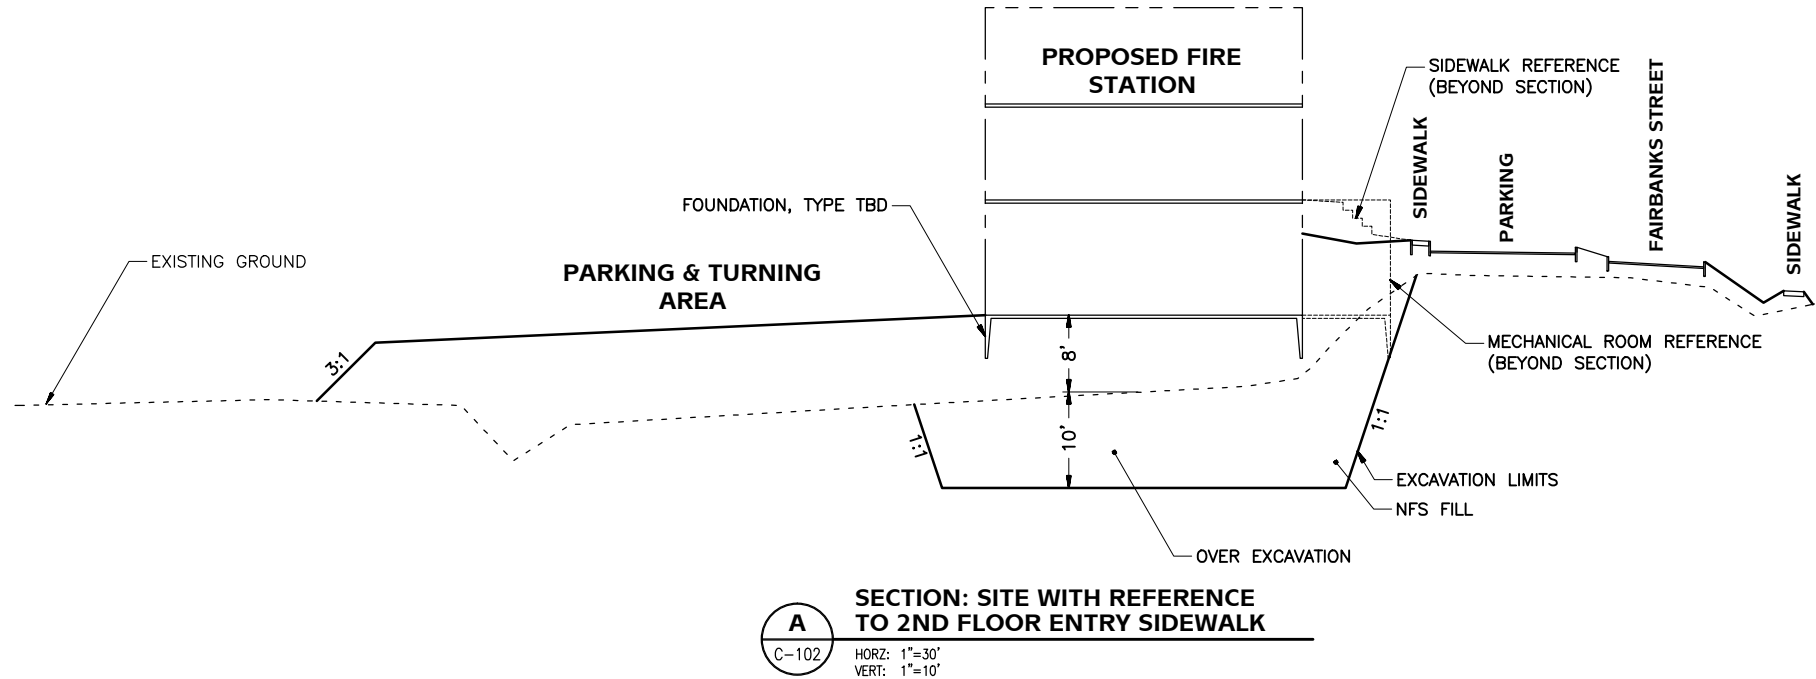 PROPOSED FIRE
STATION
SIDEWALK REFERENCE
(BEYOND SECTION)
SIDEWALK
PARKING
FAIRBANKS STREET
SIDEWALK
FOUNDATION, TYPE TBD
EXISTING GROUND
PARKING & TURNING
AREA
3:1
8'
MECHANICAL ROOM REFERENCE
(BEYOND SECTION)
1:1
10'
1:1
EXCAVATION LIMITS
NFS FILL
OVER EXCAVATION
A
C-102
SECTION: SITE WITH REFERENCE
TO 2ND FLOOR ENTRY SIDEWALK
HORZ: 1"=30'
VERT: 1"=10'